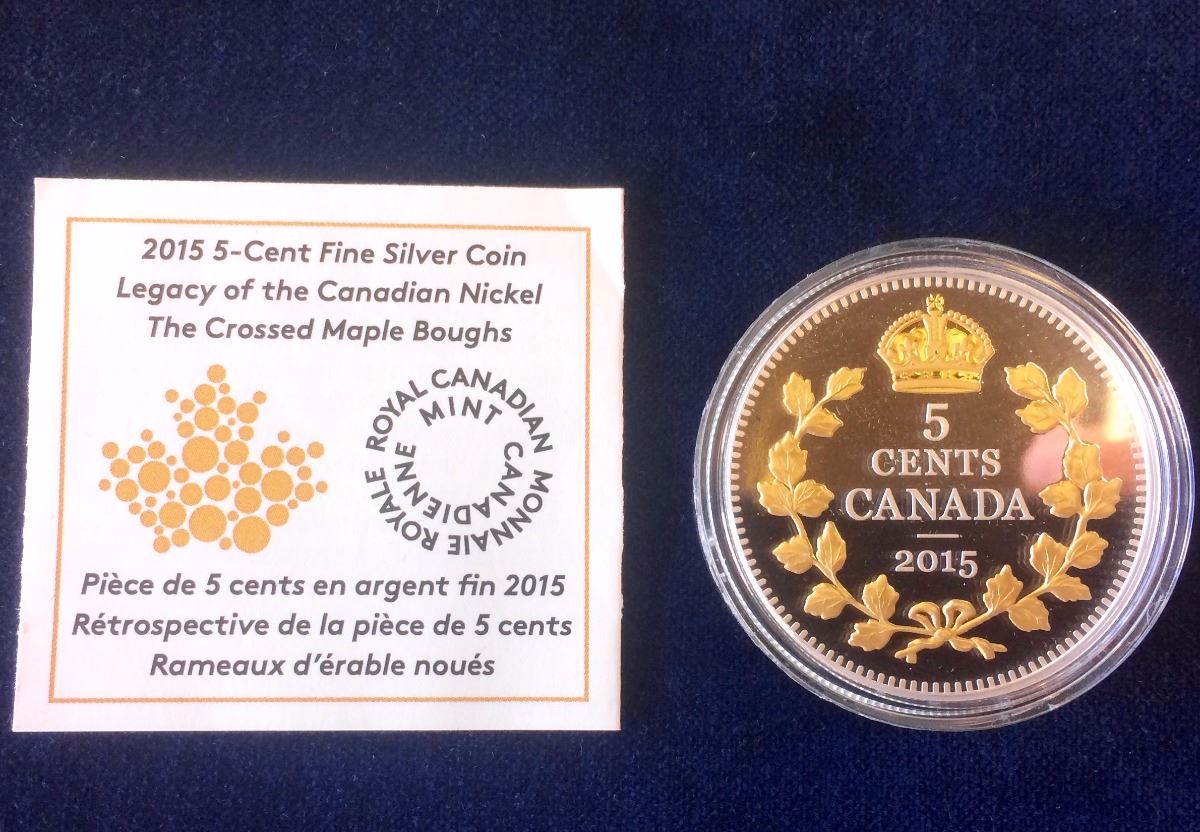 2015 5-Cent Fine Silver Coin
Legacy of the Canadian Nickel
The Crossed Maple Boughs
ROYAL CANADIAN MINT
MONNAIE ROYALE CANADIENNE
Pièce de 5 cents en argent fin 2015
Rétrospective de la pièce de 5 cents
Rameaux d'érable noués
5
CENTS
CANADA
2015